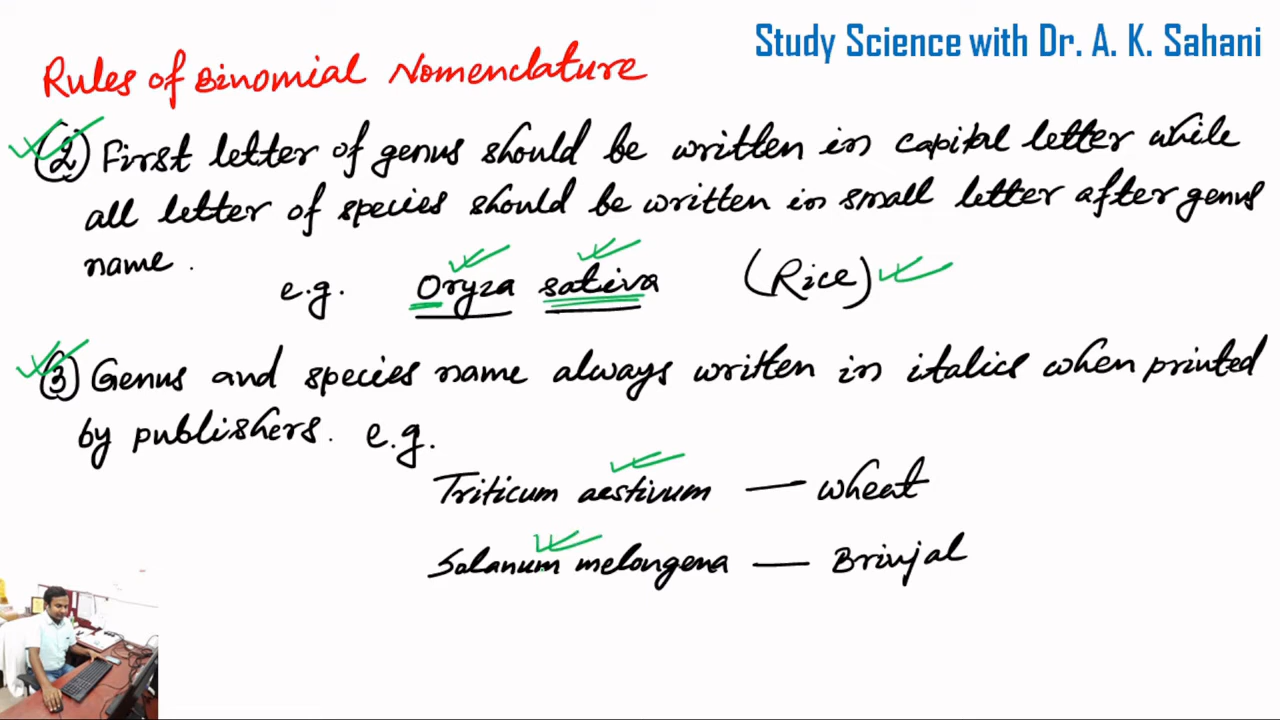 Study Science with Dr. A. K. Sahani
Rules of Binomial Nomenclature
(2) First letter of genus should be written in capital letter while
all letter of species should be written in small letter after genus
name.
e.g. Oryza sativa (Rice)
(3) Genus and species name always written in italics when printed
by publishers. e.g.
Triticum aestivum — wheat
Solanum melongena — Brinjal